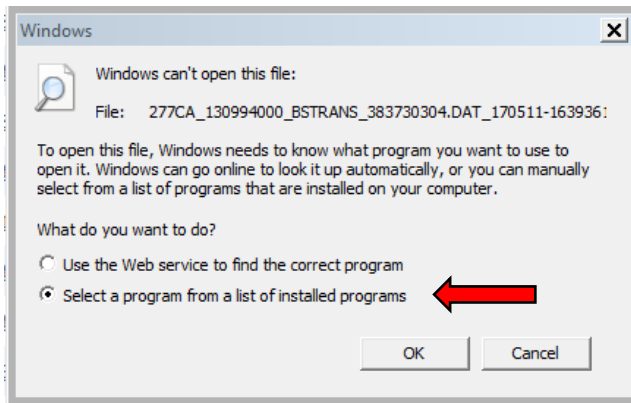 Windows
Windows can't open this file:
File: 277CA_130994000_BSTRANS_383730304.DAT_170511-1639361
To open this file, Windows needs to know what program you want to use to
open it. Windows can go online to look it up automatically, or you can manually
select from a list of programs that are installed on your computer.
What do you want to do?
Use the Web service to find the correct program
Select a program from a list of installed programs
OK
Cancel